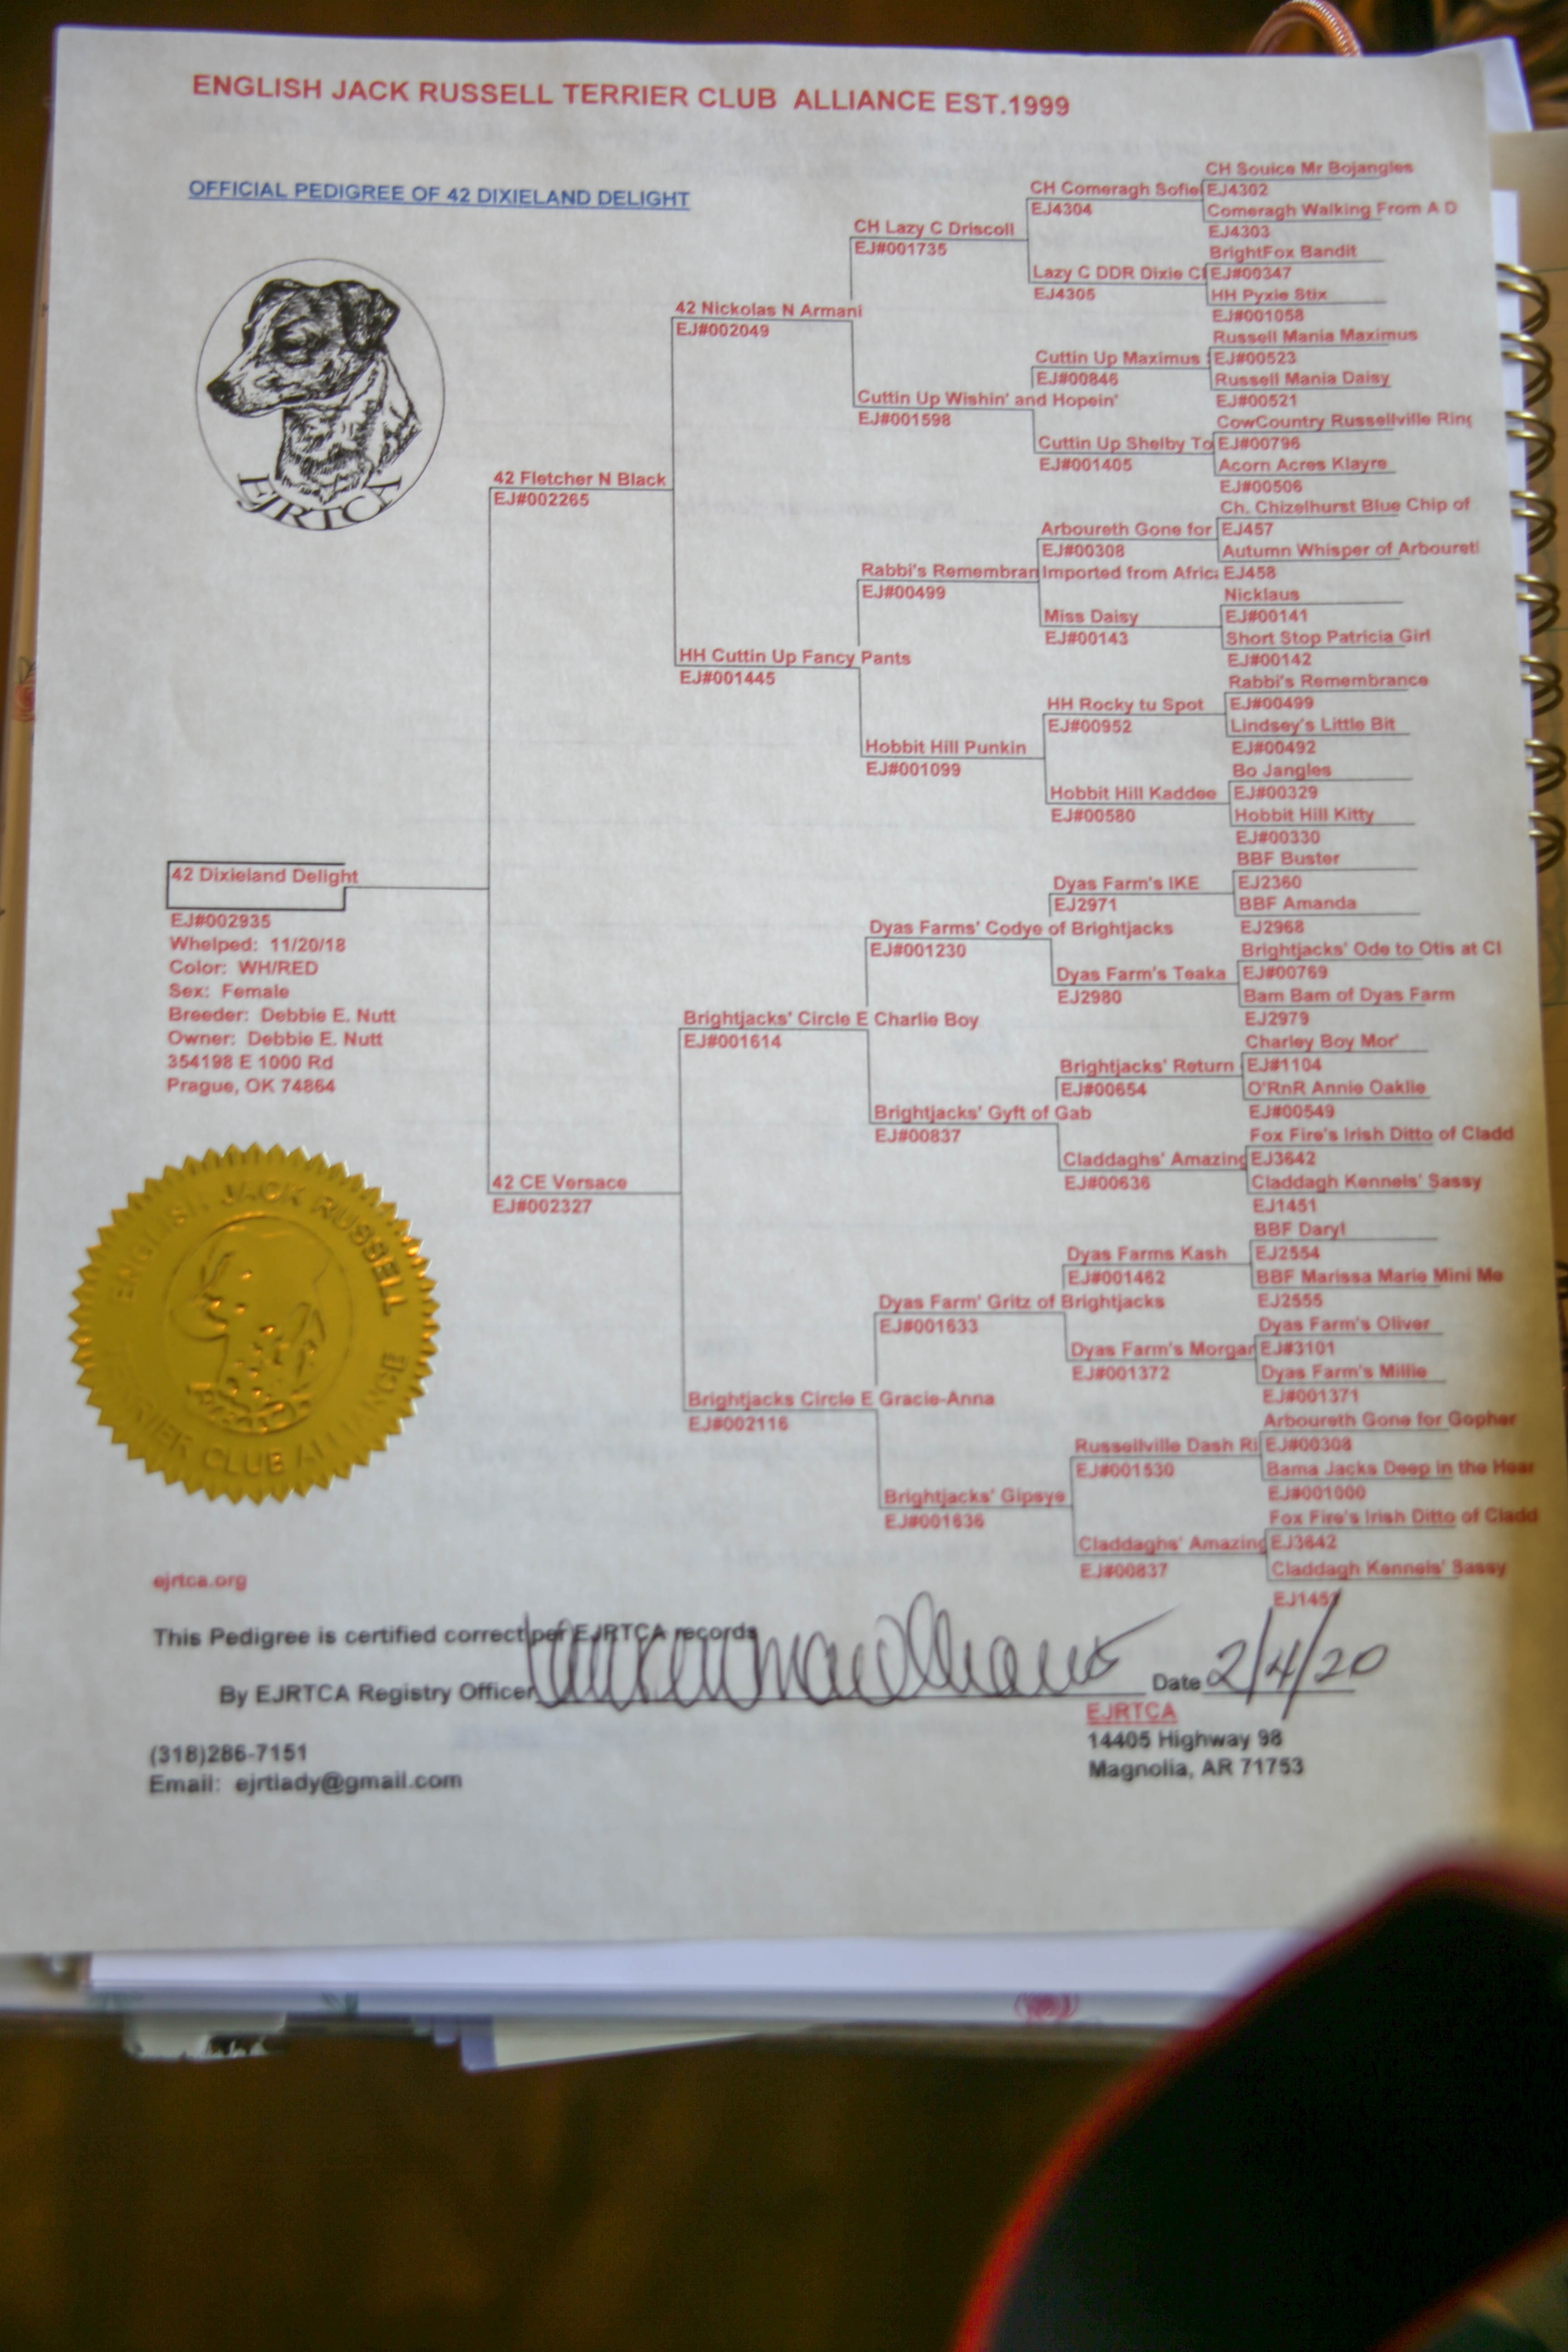 ENGLISH JACK RUSSELL TERRIER CLUB ALLIANCE EST.1999
OFFICIAL PEDIGREE OF 42 DIXIELAND DELIGHT
EJRTCA
42 Dixieland Delight
EJ#002935
Whelped: 11/20/18
Color: WH/RED
Sex: Female
Breeder: Debbie E. Nutt
Owner: Debbie E. Nutt
354198 E 1000 Rd
Prague, OK 74864
42 Fletcher N Black
EJ#002265
42 CE Versace
EJ#002327
42 Nickolas N Armani
EJ#002049
HH Cuttin Up Fancy Pants
EJ#001445
Brightjacks' Circle E Charlie Boy
EJ#001614
Brightjacks Circle E Gracie-Anna
EJ#002116
CH Lazy C Driscoll
EJ#001735
Cuttin Up Wishin' and Hopein'
EJ#001598
Rabbi's Remembran
EJ#00499
Hobbit Hill Punkin
EJ#001099
Dyas Farms' Codye of Brightjacks
EJ#001230
Brightjacks' Gyft of Gab
EJ#00837
Dyas Farm' Gritz of Brightjacks
EJ#001633
Brightjacks' Gipsye
EJ#001636
CH Comeragh Sofie
EJ4304
Lazy C DDR Dixie C
EJ4305
Cuttin Up Maximus
EJ#00846
Cuttin Up Shelby To
EJ#001405
Arboureth Gone for
EJ#00308
Imported from Afric
Miss Daisy
EJ#00143
HH Rocky tu Spot
EJ#00952
Hobbit Hill Kaddee
EJ#00580
Dyas Farm's IKE
EJ2971
Dyas Farm's Teaka
EJ2980
Brightjacks' Return
EJ#00654
Claddaghs' Amazing
EJ#00636
Dyas Farms Kash
EJ#001462
Dyas Farm's Morgan
EJ#001372
Russellville Dash Ri
EJ#001530
Claddaghs' Amazing
EJ#00837
CH Souice Mr Bojangles
EJ4302
Comeragh Walking From A D
EJ4303
BrightFox Bandit
EJ#00347
HH Pyxie Stix
EJ#001058
Russell Mania Maximus
EJ#00523
Russell Mania Daisy
EJ#00521
CowCountry Russellville Ring
EJ#00796
Acorn Acres Klayre
EJ#00506
Ch. Chizelhurst Blue Chip of
EJ457
Autumn Whisper of Arboureth
EJ458
Nicklaus
EJ#00141
Short Stop Patricia Girl
EJ#00142
Rabbi's Remembrance
EJ#00499
Lindsey's Little Bit
EJ#00492
Bo Jangles
EJ#00329
Hobbit Hill Kitty
EJ#00330
BBF Buster
EJ2360
BBF Amanda
EJ2968
Brightjacks' Ode to Otis at Cl
EJ#00769
Bam Bam of Dyas Farm
EJ2979
Charley Boy Mor'
EJ#1104
O'RnR Annie Oaklie
EJ#00549
Fox Fire's Irish Ditto of Cladd
EJ3642
Claddagh Kennels' Sassy
EJ1451
BBF Daryl
EJ2554
BBF Marissa Marie Mini Me
EJ2555
Dyas Farm's Oliver
EJ#3101
Dyas Farm's Millie
EJ#001371
Arboureth Gone for Gopher
EJ#00308
Bama Jacks Deep in the Hear
EJ#001000
Fox Fire's Irish Ditto of Cladd
EJ3642
Claddagh Kennels' Sassy
EJ1451
ENGLISH JACK RUSSELL
TERRIER CLUB ALLIANCE
ejrtca.org
This Pedigree is certified correct per EJRTCA records
By EJRTCA Registry Officer
Date 2/4/20
EJRTCA
14405 Highway 98
Magnolia, AR 71753
(318)286-7151
Email: ejrtlady@gmail.com